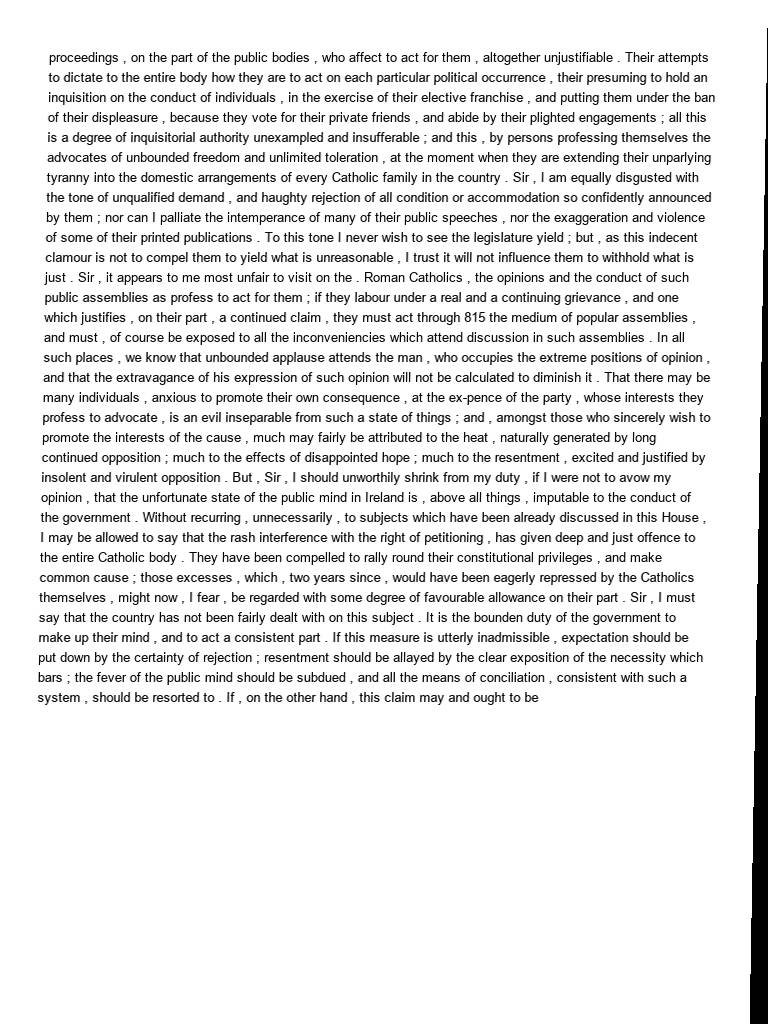 proceedings , on the part of the public bodies , who affect to act for them , altogether unjustifiable . Their attempts
to dictate to the entire body how they are to act on each particular political occurrence , their presuming to hold an
inquisition on the conduct of individuals , in the exercise of their elective franchise , and putting them under the ban
of their displeasure , because they vote for their private friends , and abide by their plighted engagements ; all this
is a degree of inquisitorial authority unexampled and insufferable ; and this , by persons professing themselves the
advocates of unbounded freedom and unlimited toleration , at the moment when they are extending their unparlying
tyranny into the domestic arrangements of every Catholic family in the country . Sir , I am equally disgusted with
the tone of unqualified demand , and haughty rejection of all condition or accommodation so confidently announced
by them ; nor can I palliate the intemperance of many of their public speeches , nor the exaggeration and violence
of some of their printed publications . To this tone I never wish to see the legislature yield ; but , as this indecent
clamour is not to compel them to yield what is unreasonable , I trust it will not influence them to withhold what is
just . Sir , it appears to me most unfair to visit on the . Roman Catholics , the opinions and the conduct of such
public assemblies as profess to act for them ; if they labour under a real and a continuing grievance , and one
which justifies , on their part , a continued claim , they must act through 815 the medium of popular assemblies ,
and must , of course be exposed to all the inconveniencies which attend discussion in such assemblies . In all
such places , we know that unbounded applause attends the man , who occupies the extreme positions of opinion ,
and that the extravagance of his expression of such opinion will not be calculated to diminish it . That there may be
many individuals , anxious to promote their own consequence , at the ex-pence of the party , whose interests they
profess to advocate , is an evil inseparable from such a state of things ; and , amongst those who sincerely wish to
promote the interests of the cause , much may fairly be attributed to the heat , naturally generated by long
continued opposition ; much to the effects of disappointed hope ; much to the resentment , excited and justified by
insolent and virulent opposition . But , Sir , I should unworthily shrink from my duty , if I were not to avow my
opinion , that the unfortunate state of the public mind in Ireland is , above all things , imputable to the conduct of
the government . Without recurring , unnecessarily , to subjects which have been already discussed in this House ,
I may be allowed to say that the rash interference with the right of petitioning , has given deep and just offence to
the entire Catholic body . They have been compelled to rally round their constitutional privileges , and make
common cause ; those excesses , which , two years since , would have been eagerly repressed by the Catholics
themselves , might now , I fear , be regarded with some degree of favourable allowance on their part . Sir , I must
say that the country has not been fairly dealt with on this subject . It is the bounden duty of the government to
make up their mind , and to act a consistent part . If this measure is utterly inadmissible , expectation should be
put down by the certainty of rejection ; resentment should be allayed by the clear exposition of the necessity which
bars ; the fever of the public mind should be subdued , and all the means of conciliation , consistent with such a
system , should be resorted to . If , on the other hand , this claim may and ought to be